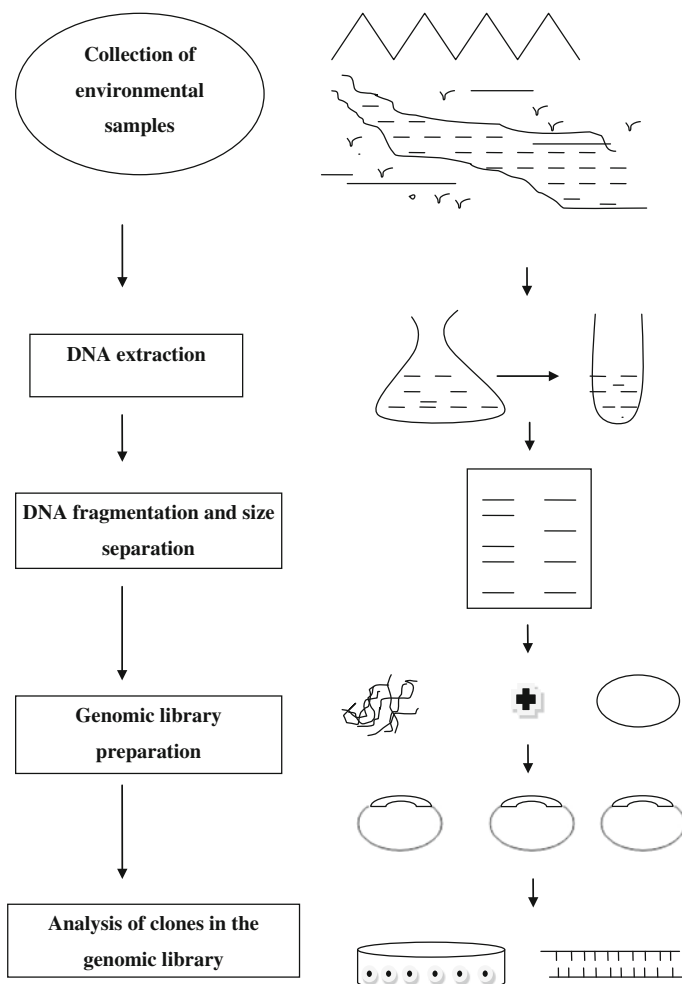 Collection of
environmental
samples
DNA extraction
DNA fragmentation and size
separation
Genomic library
preparation
Analysis of clones in the
genomic library